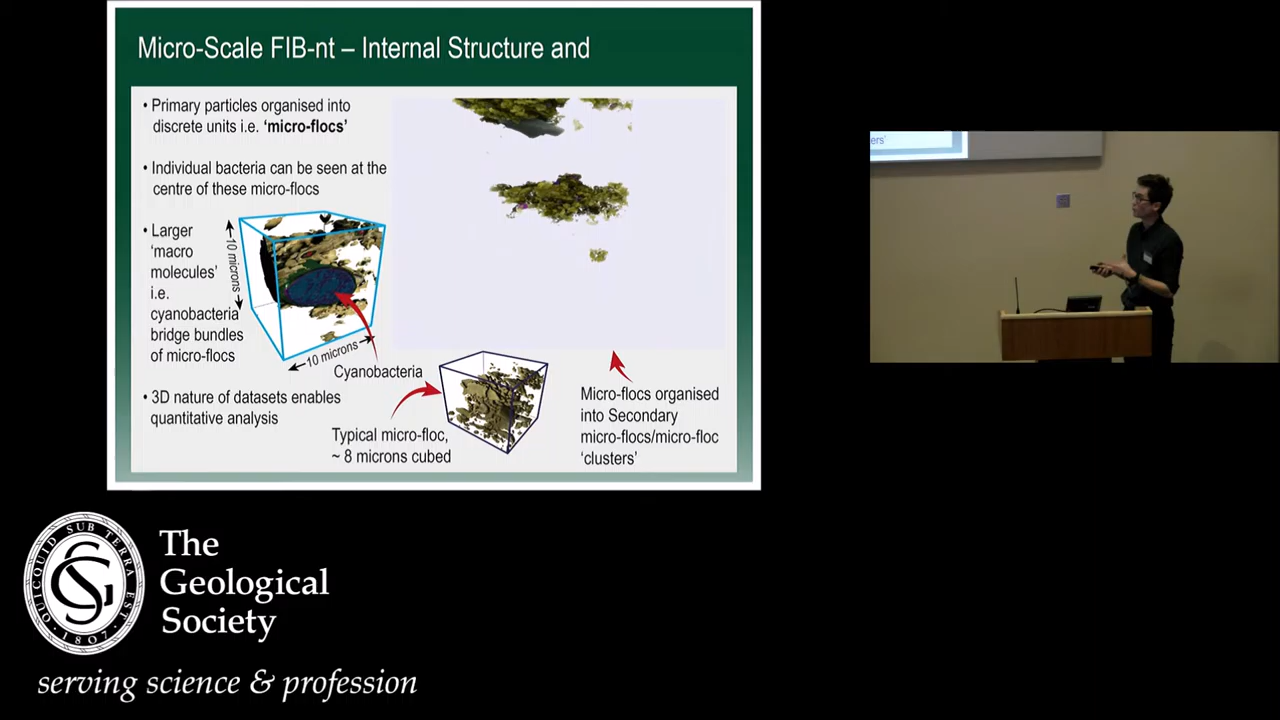 Micro-Scale FIB-nt – Internal Structure and
• Primary particles organised into
discrete units i.e. ‘micro-flocs’
• Individual bacteria can be seen at the
centre of these micro-flocs
• Larger
‘macro
molecules’
i.e.
cyanobacteria
bridge bundles
of micro-flocs
10 microns
10 microns
Cyanobacteria
• 3D nature of datasets enables
quantitative analysis
Typical micro-floc,
~ 8 microns cubed
Micro-flocs organised
into Secondary
micro-flocs/micro-floc
‘clusters’
ers’
QUICQUID SUB TERRA EST
1807
The
Geological
Society
serving science & profession